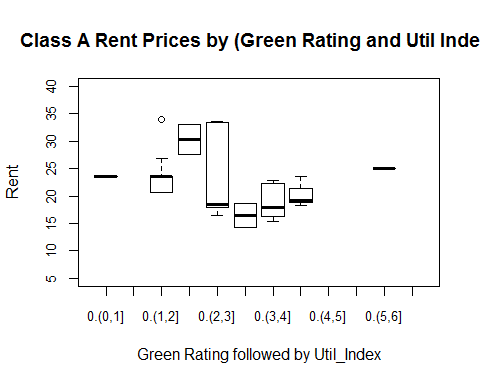 Class A Rent Prices by (Green Rating and Util Inde
40
35
30
25
20
15
10
5
Rent
0.(0,1] 0.(1,2] 0.(2,3] 0.(3,4] 0.(4,5] 0.(5,6]
Green Rating followed by Util_Index